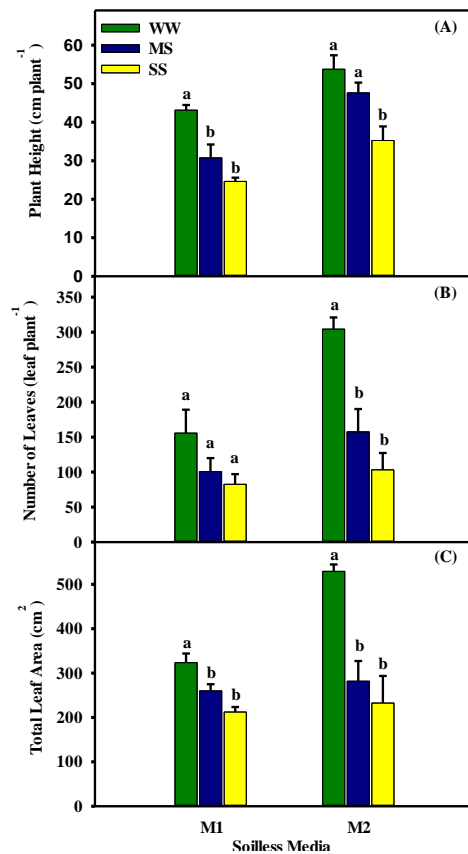 (A)
WW
MS
SS
Plant Height (cm plant-1)
60
50
40
30
20
10
0
a
b
b
a
a
b
(B)
Number of Leaves (leaf plant-1)
350
300
250
200
150
100
50
0
a
a
a
a
b
b
(C)
Total Leaf Area (cm2)
500
400
300
200
100
0
a
b
b
a
b
b
M1
M2
Soilless Media